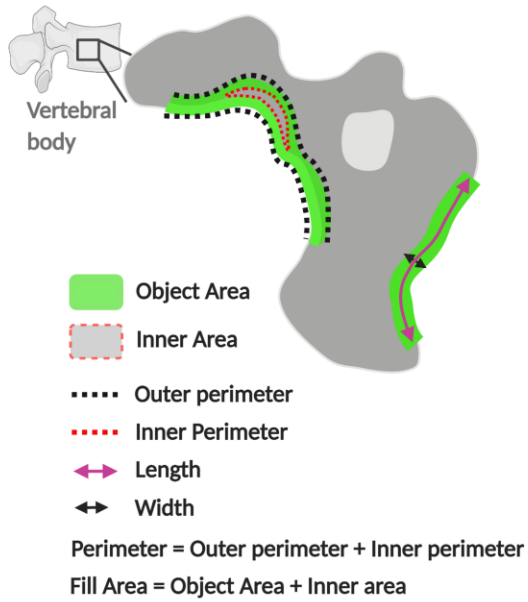 Vertebral
body
Object Area
Inner Area
Outer perimeter
Inner Perimeter
Length
Width
Perimeter = Outer perimeter + Inner perimeter
Fill Area = Object Area + Inner area